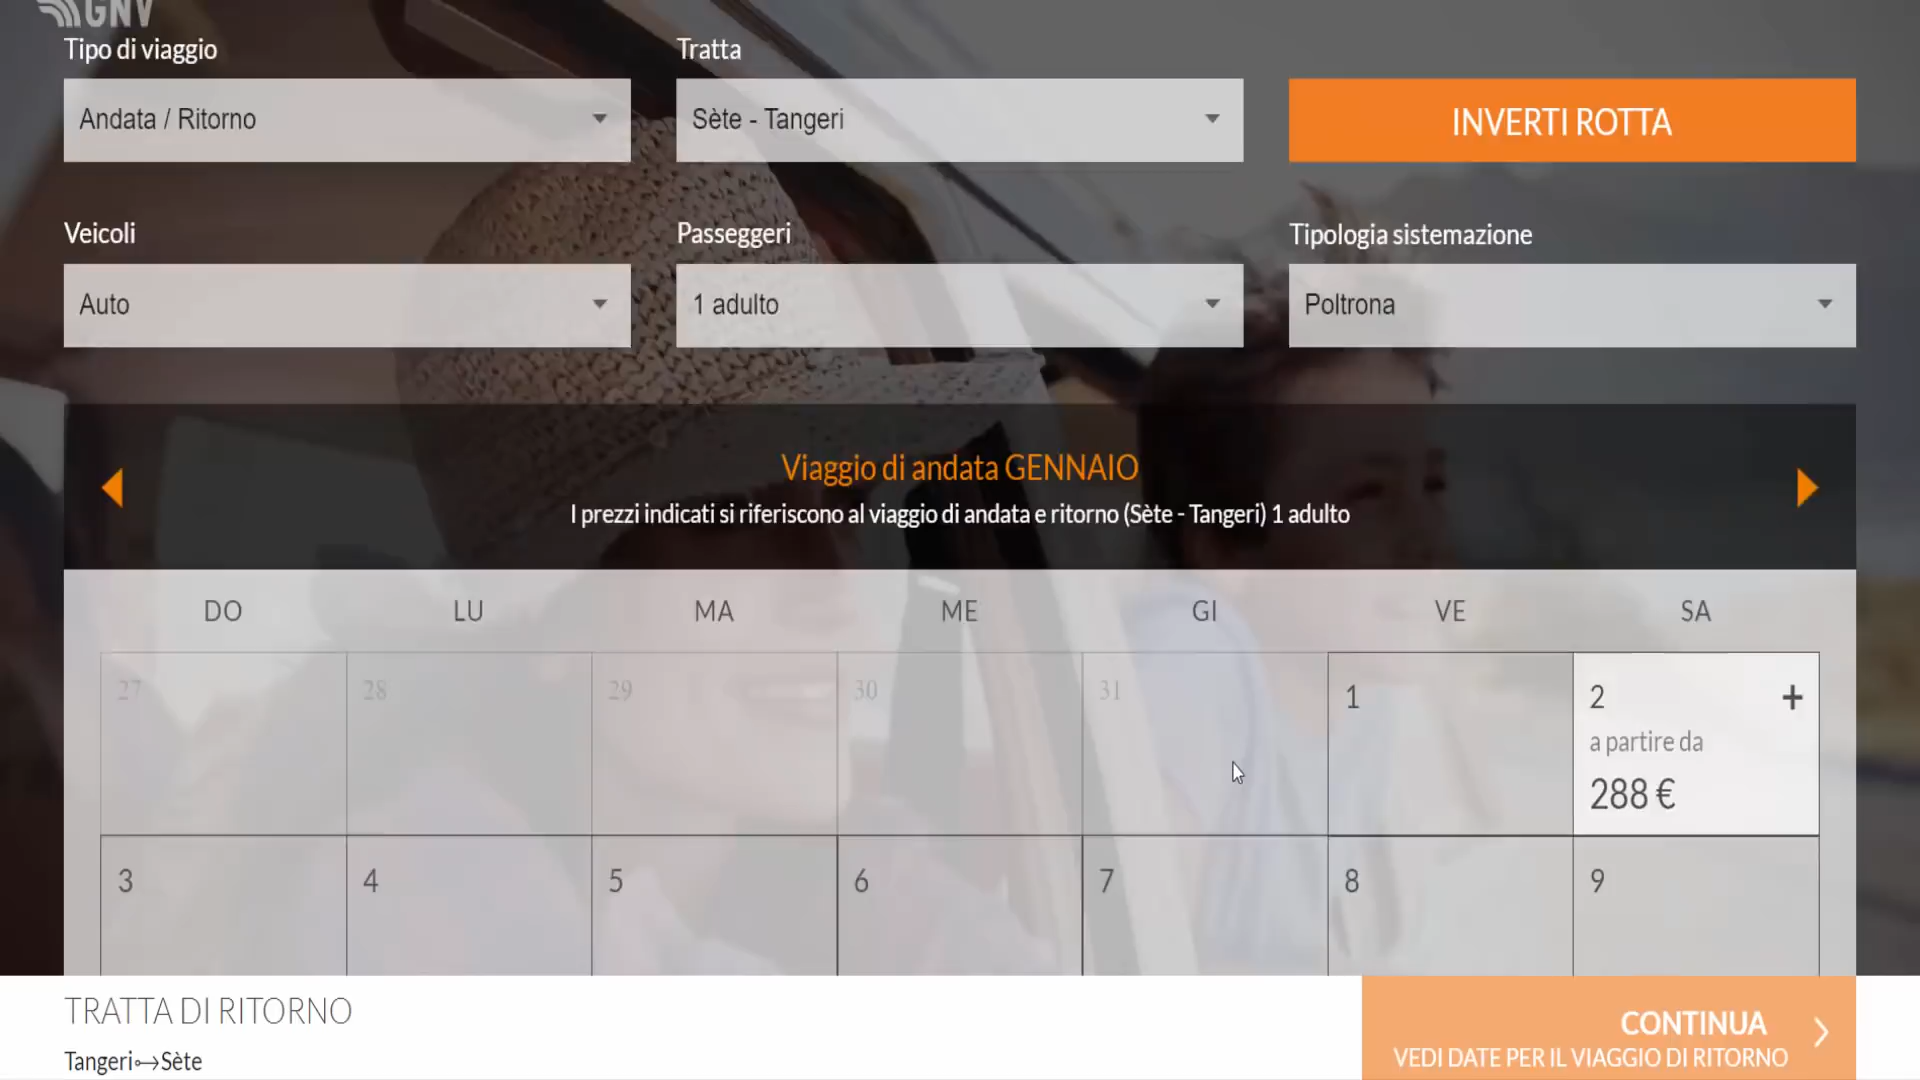 GNV
Tipo di viaggio
Tratta
Andata / Ritorno
Sète - Tangeri
INVERTI ROTTA
Veicoli
Passeggeri
Tipologia sistemazione
Auto
1 adulto
Poltrona
Viaggio di andata GENNAIO
I prezzi indicati si riferiscono al viaggio di andata e ritorno (Sète - Tangeri) 1 adulto
DO LU MA ME GI VE SA
27 28 29 30 31 1 2 +
a partire da
288 €
3 4 5 6 7 8 9
TRATTA DI RITORNO
Tangeri↦Sète
CONTINUA
VEDI DATE PER IL VIAGGIO DI RITORNO